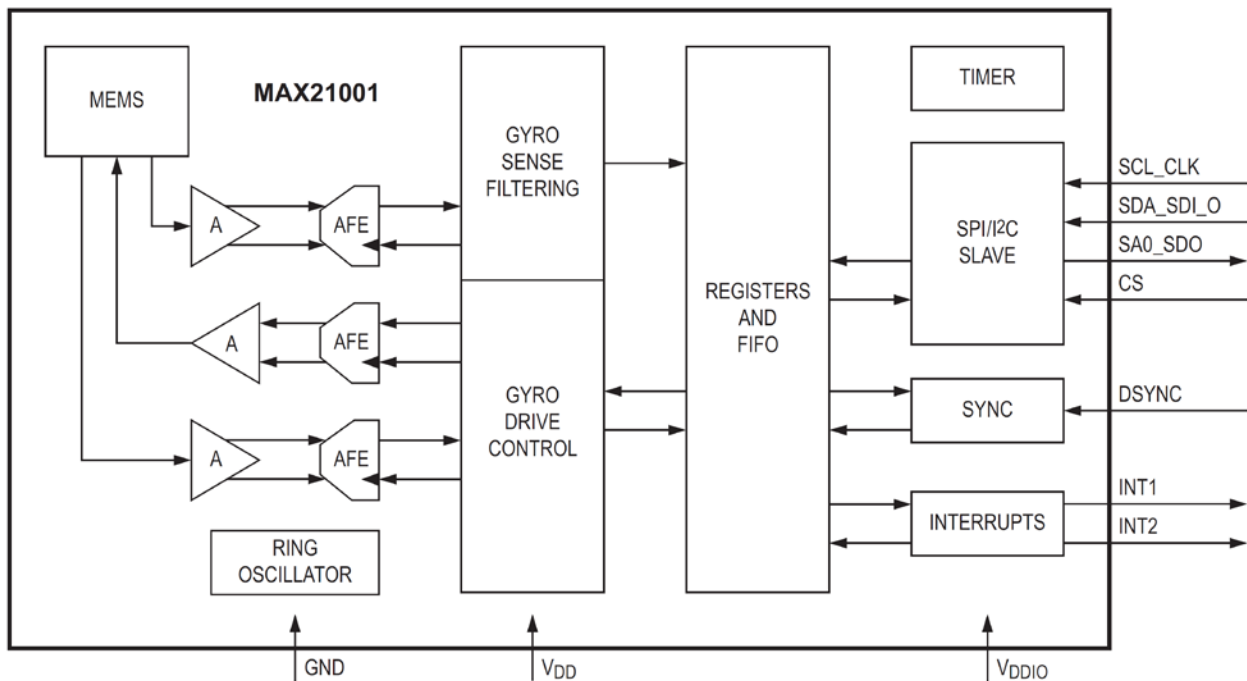 MEMS
MAX21001
A
AFE
A
AFE
A
AFE
RING
OSCILLATOR
GYRO
SENSE
FILTERING
GYRO
DRIVE
CONTROL
REGISTERS
AND
FIFO
TIMER
SPI/I²C
SLAVE
SYNC
INTERRUPTS
SCL_CLK
SDA_SDI_O
SA0_SDO
CS
DSYNC
INT1
INT2
GND
VDD
VDDIO